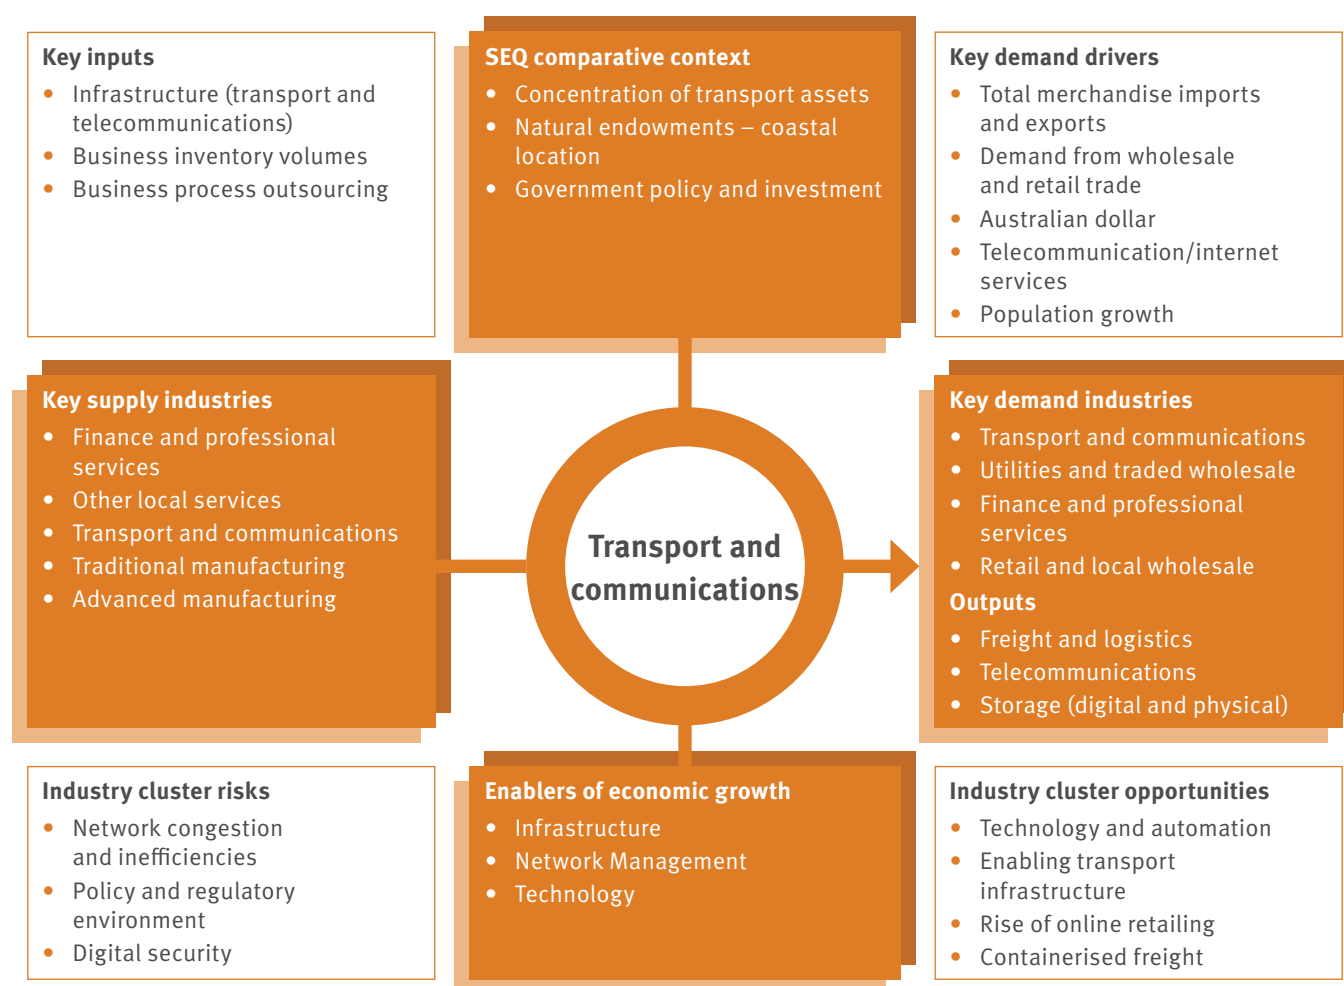 Key inputs
• Infrastructure (transport and
telecommunications)
• Business inventory volumes
• Business process outsourcing
SEQ comparative context
• Concentration of transport assets
• Natural endowments – coastal
location
• Government policy and investment
Key demand drivers
• Total merchandise imports
and exports
• Demand from wholesale
and retail trade
• Australian dollar
• Telecommunication/internet
services
• Population growth
Key supply industries
• Finance and professional
services
• Other local services
• Transport and communications
• Traditional manufacturing
• Advanced manufacturing
Transport and
communications
Key demand industries
• Transport and communications
• Utilities and traded wholesale
• Finance and professional
services
• Retail and local wholesale
Outputs
• Freight and logistics
• Telecommunications
• Storage (digital and physical)
Industry cluster risks
• Network congestion
and inefficiencies
• Policy and regulatory
environment
• Digital security
Enablers of economic growth
• Infrastructure
• Network Management
• Technology
Industry cluster opportunities
• Technology and automation
• Enabling transport
infrastructure
• Rise of online retailing
• Containerised freight